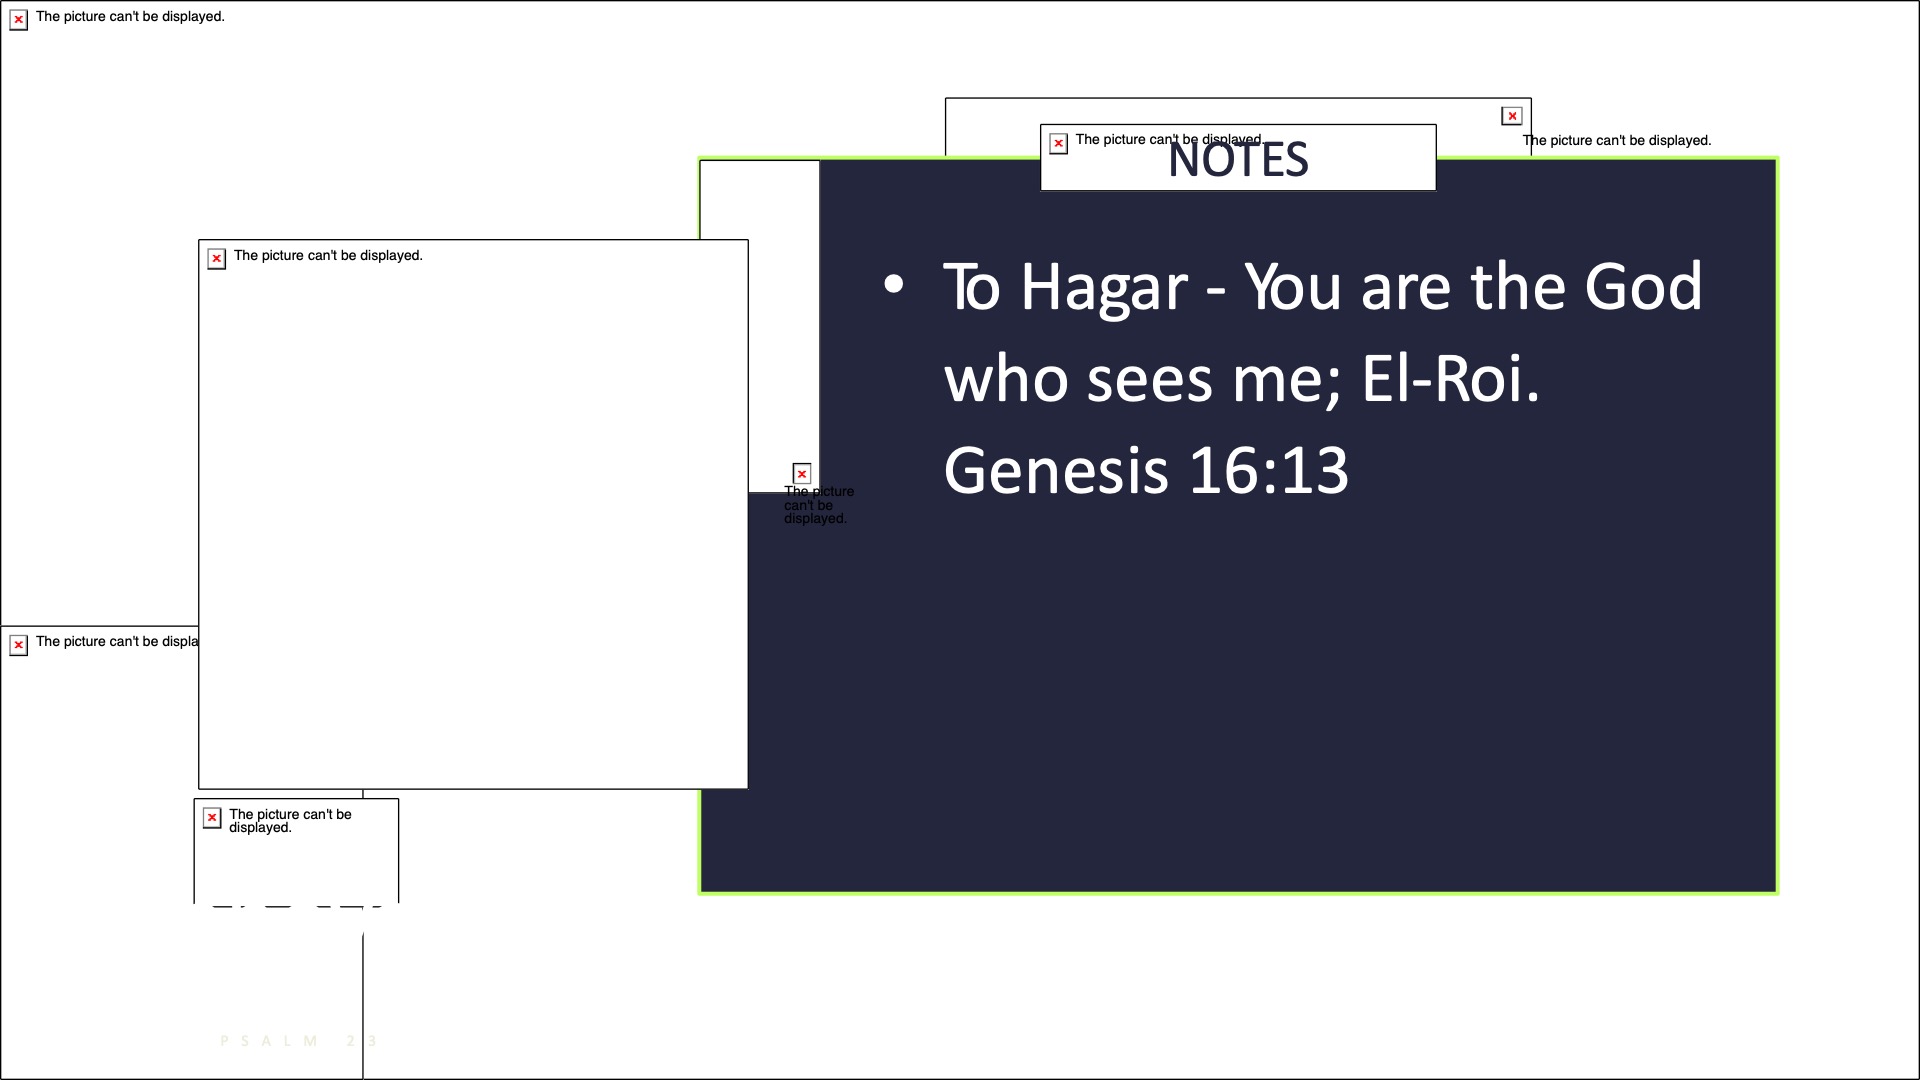 The picture can't be displayed.
The picture can't be displayed.
The picture can't be displayed.
NOTES
The picture can't be displayed.
• To Hagar - You are the God
who sees me; El-Roi.
Genesis 16:13
The picture
can't be
displayed.
The picture can't be
The picture can't be
displayed.
PSALM 23